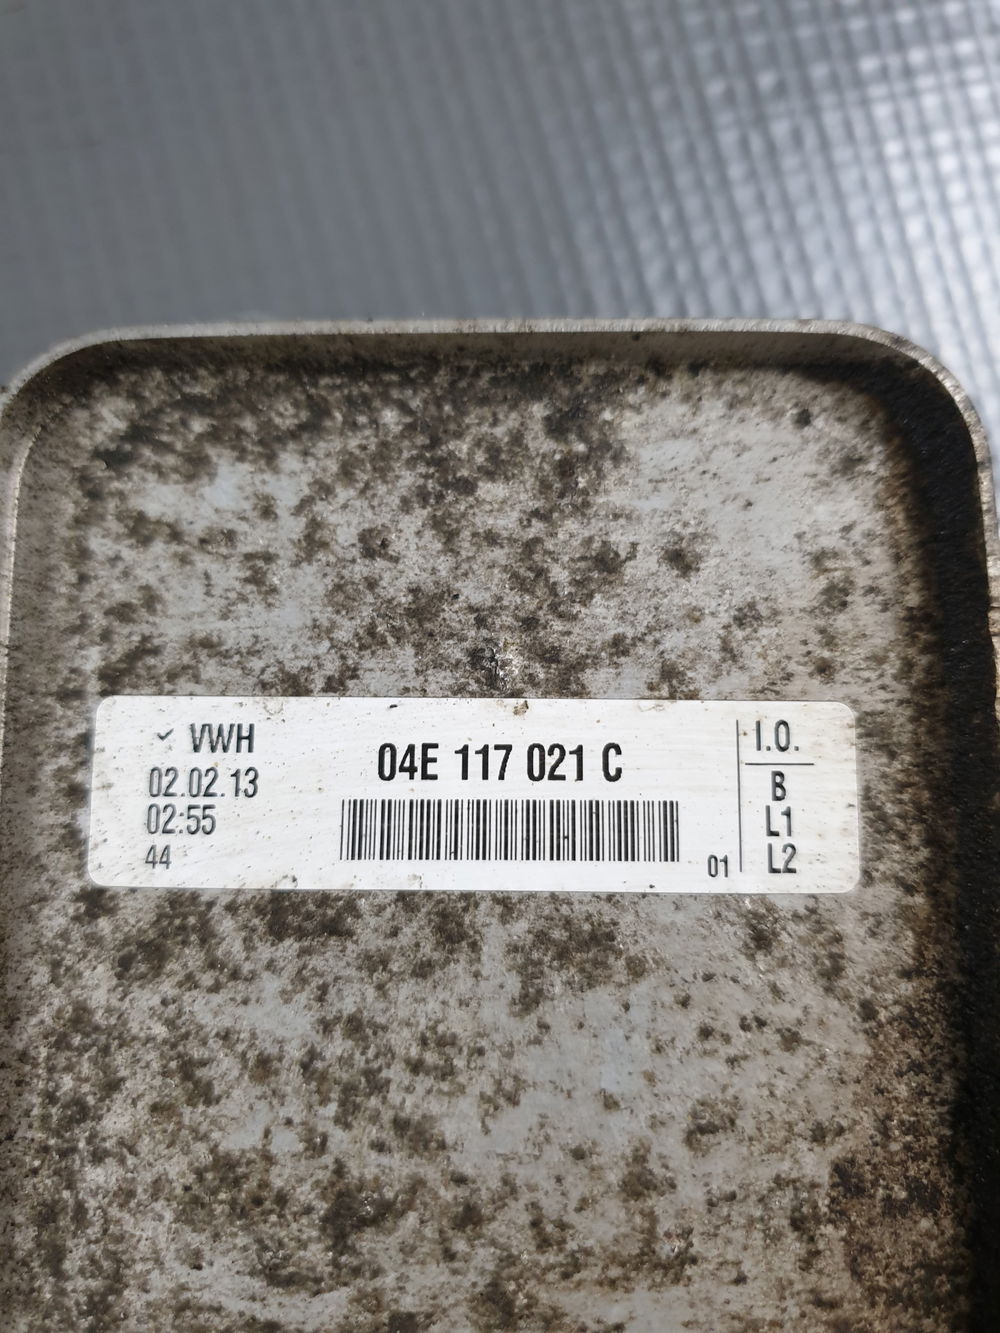 ✓ VWH
02.02.13
02:55
44
04E 117 021 C
01
I.O.
B
L1
L2